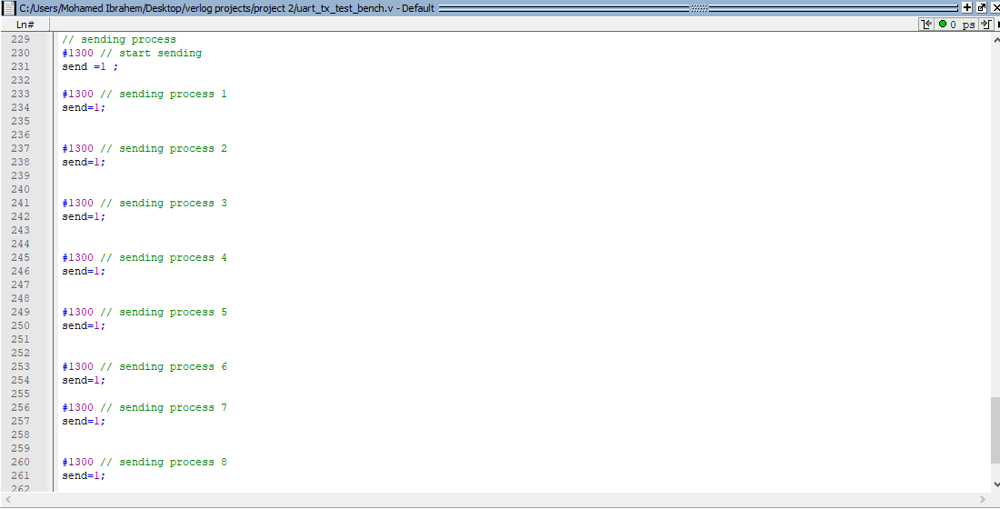 C:/Users/Mohamed Ibrahem/Desktop/verlog projects/project 2/uart_tx_test_bench.v - Default
Ln#
0 ps
229 // sending process
230 #1300 // start sending
231 send =1 ;
232
233 #1300 // sending process 1
234 send=1;
235
236
237 #1300 // sending process 2
238 send=1;
239
240
241 #1300 // sending process 3
242 send=1;
243
244
245 #1300 // sending process 4
246 send=1;
247
248
249 #1300 // sending process 5
250 send=1;
251
252
253 #1300 // sending process 6
254 send=1;
255
256 #1300 // sending process 7
257 send=1;
258
259
260 #1300 // sending process 8
261 send=1;
262